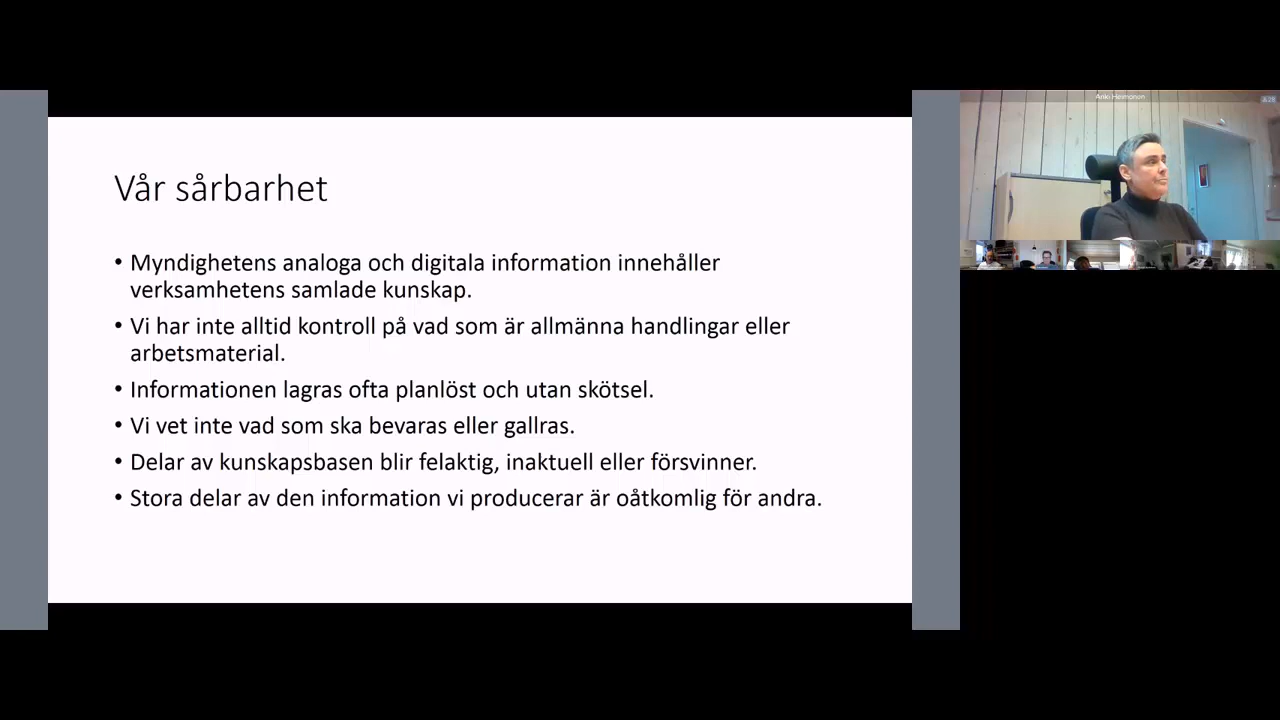 Vår sårbarhet
• Myndighetens analoga och digitala information innehåller
verksamhetens samlade kunskap.
• Vi har inte alltid kontroll på vad som är allmänna handlingar eller
arbetsmaterial.
• Informationen lagras ofta planlöst och utan skötsel.
• Vi vet inte vad som ska bevaras eller gallras.
• Delar av kunskapsbasen blir felaktig, inaktuell eller försvinner.
• Stora delar av den information vi producerar är oåtkomlig för andra.